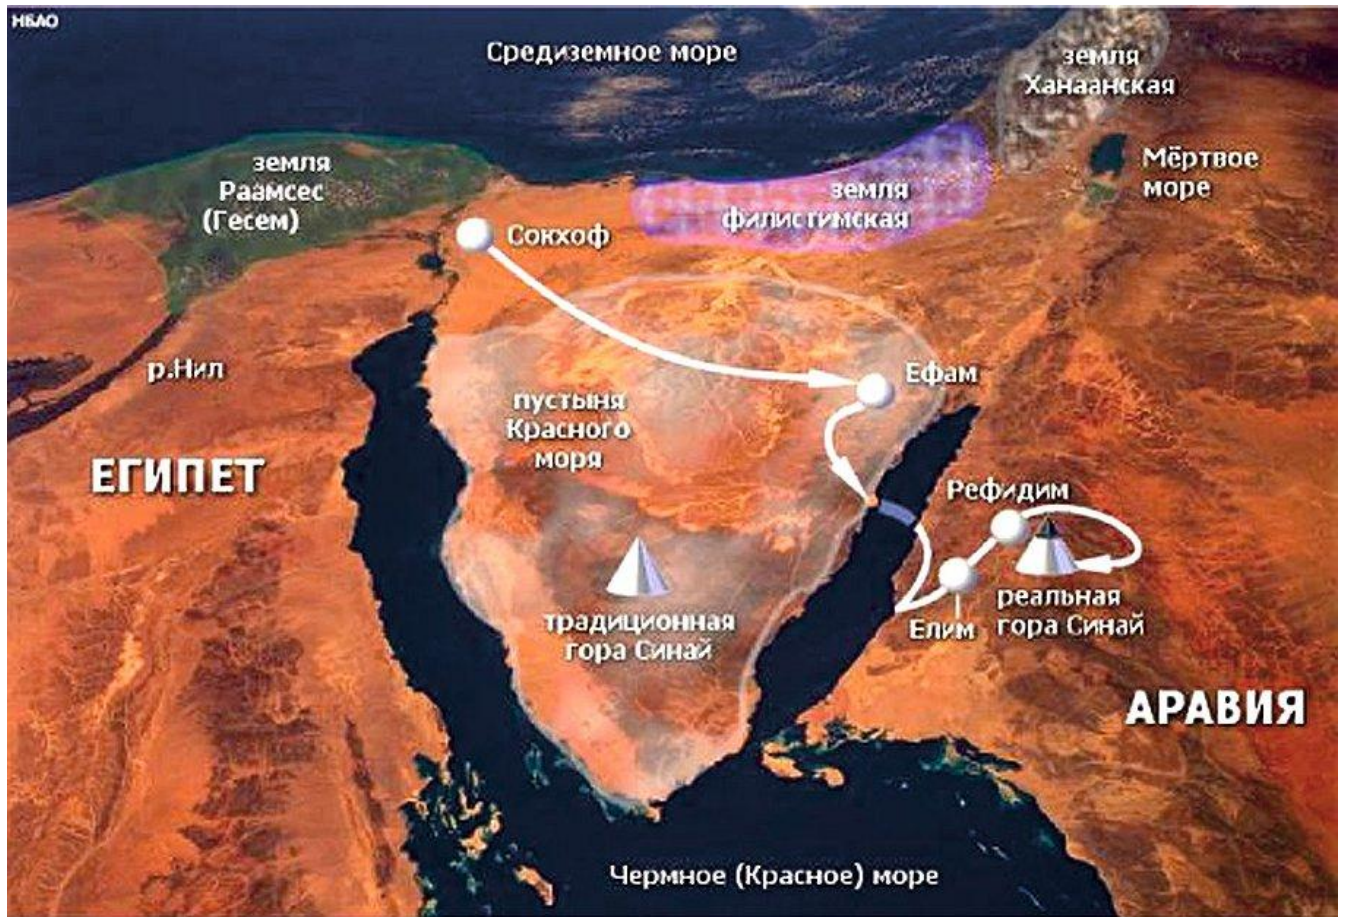 НБАО
Средиземное море
земля
Ханаанская
земля
Раамсес
(Гесем)
Мёртвое
море
земля
филистимская
Сокхоф
р.Нил
Ефам
пустыня
Красного
моря
ЕГИПЕТ
Рефидим
традиционная
гора Синай
Елим
реальная
гора Синай
АРАВИЯ
Чермное (Красное) море